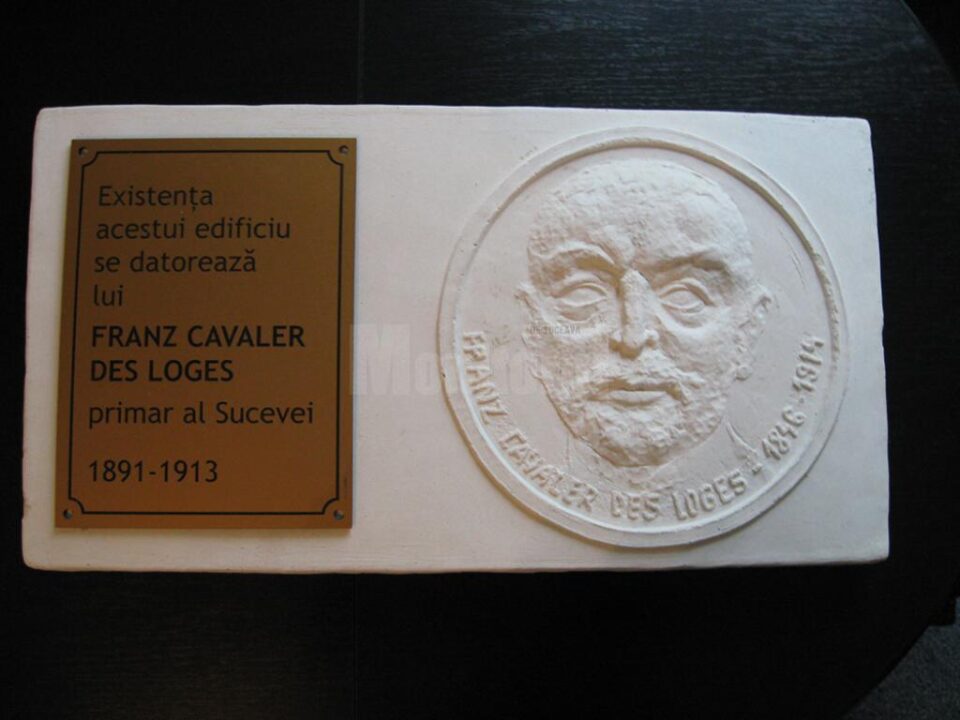 Existența
acestui edificiu
se datorează
lui
FRANZ CAVALER
DES LOGES
primar al Sucevei
1891-1913
FRANZ CAVALER DES LOGES - 1846-1914